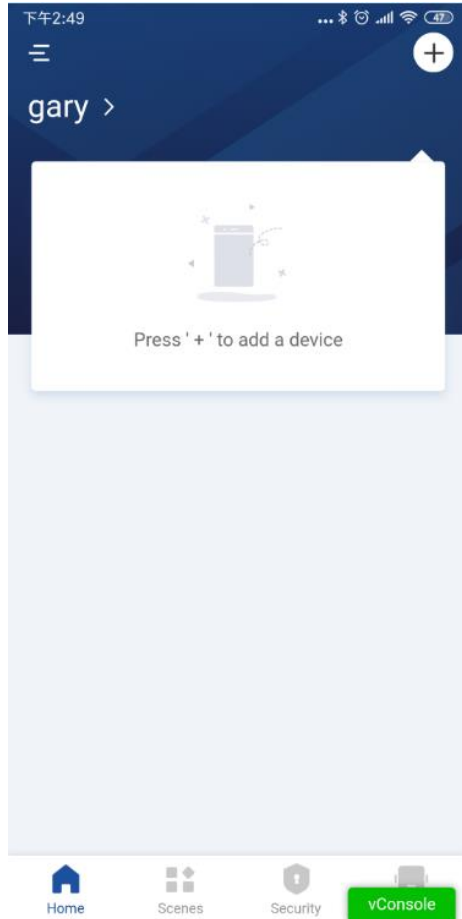 下午2:49 ... 47
gary >
Press ' + ' to add a device
Home Scenes Security vConsole